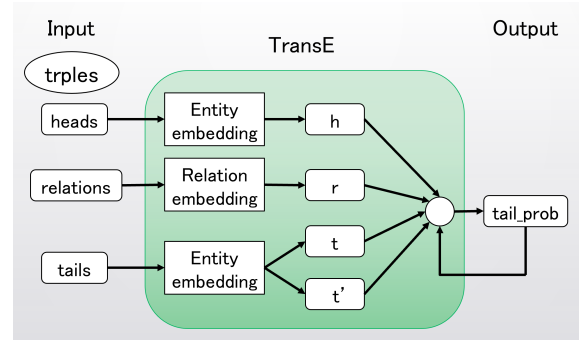 Input
TransE
Output
trples
heads
Entity
embedding
h
relations
Relation
embedding
r
tail_prob
tails
Entity
embedding
t
t'